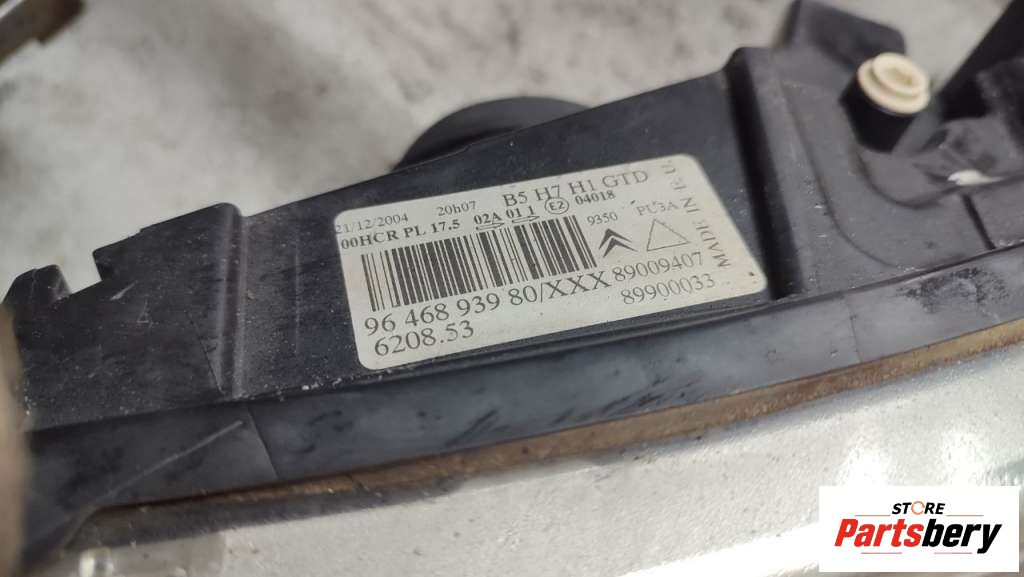 21/12/2004 20h07 B5 H7 H1 GTD
00HCR PL 17.5 02A 01 1 E2 04018
9350 PU3A
MADE IN E.U.
96 468 939 80/XXX 89009407
6208.53 89900033
STORE
Partsbery